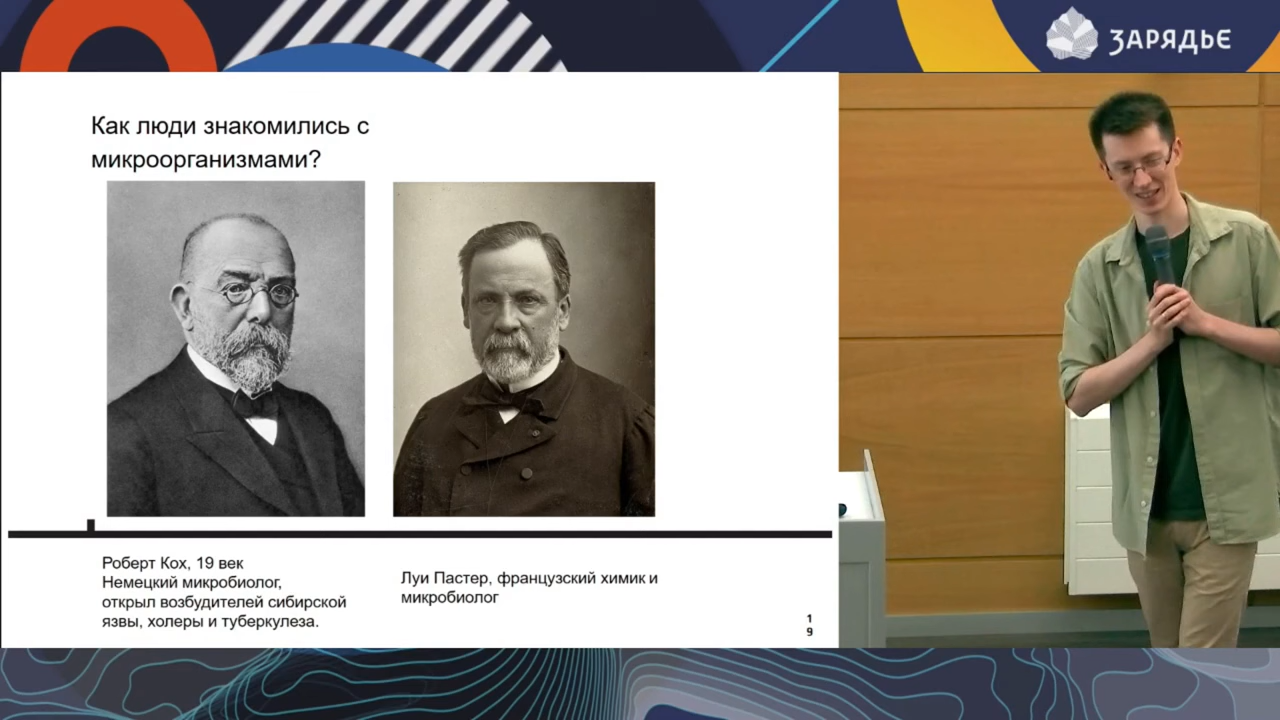 ЗАРЯДЬЕ
Как люди знакомились с
микроорганизмами?
Роберт Кох, 19 век
Немецкий микробиолог,
открыл возбудителей сибирской
язвы, холеры и туберкулеза.
Луи Пастер, французский химик и
микробиолог
1
9